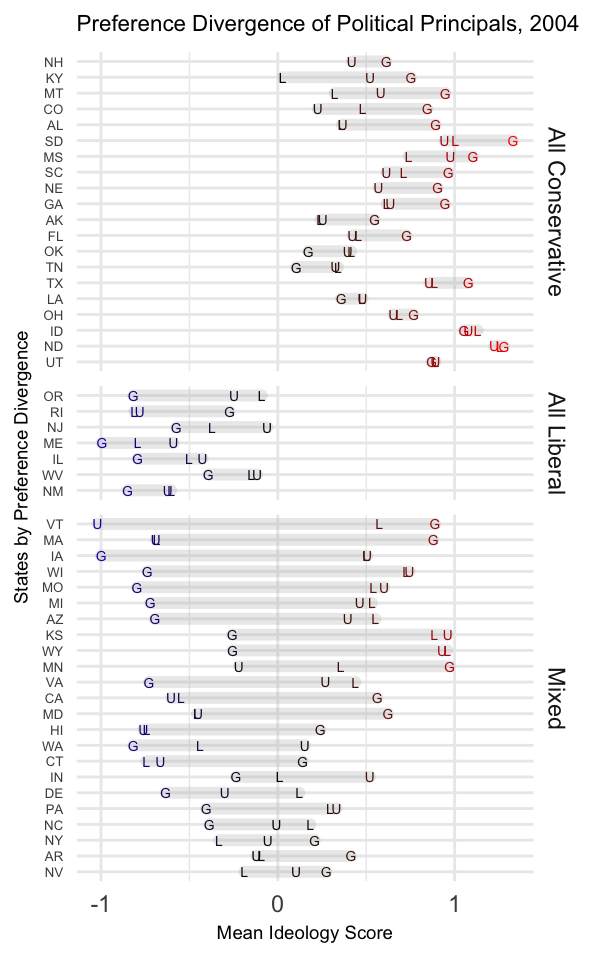 Preference Divergence of Political Principals, 2004
States by Preference Divergence
All Conservative
NH U G
KY L U G
MT L U G
CO U L G
AL L U G
SD U L G
MS L U G
SC U L G
NE U G
GA L U G
AK L U G
FL U L G
OK G U L
TN G U L
TX U L G
LA G U
OH U L G
ID G U L
ND U L G
UT G U
All Liberal
OR G U L
RI L U G
NJ G L U
ME G L U
IL G L U
WV G L U
NM G U L
Mixed
VT U L G
MA U L G
IA G U
WI G L U
MO G L U
MI G U L
AZ G U L
KS G L U
WY G U L
MN U L G
VA G U L
CA U L G
MD L U G
HI U L G
WA G L U
CT L U G
IN G L U
DE G U L
PA G L U
NC G U L
NY L U G
AR U L G
NV L U G
-1 0 1
Mean Ideology Score